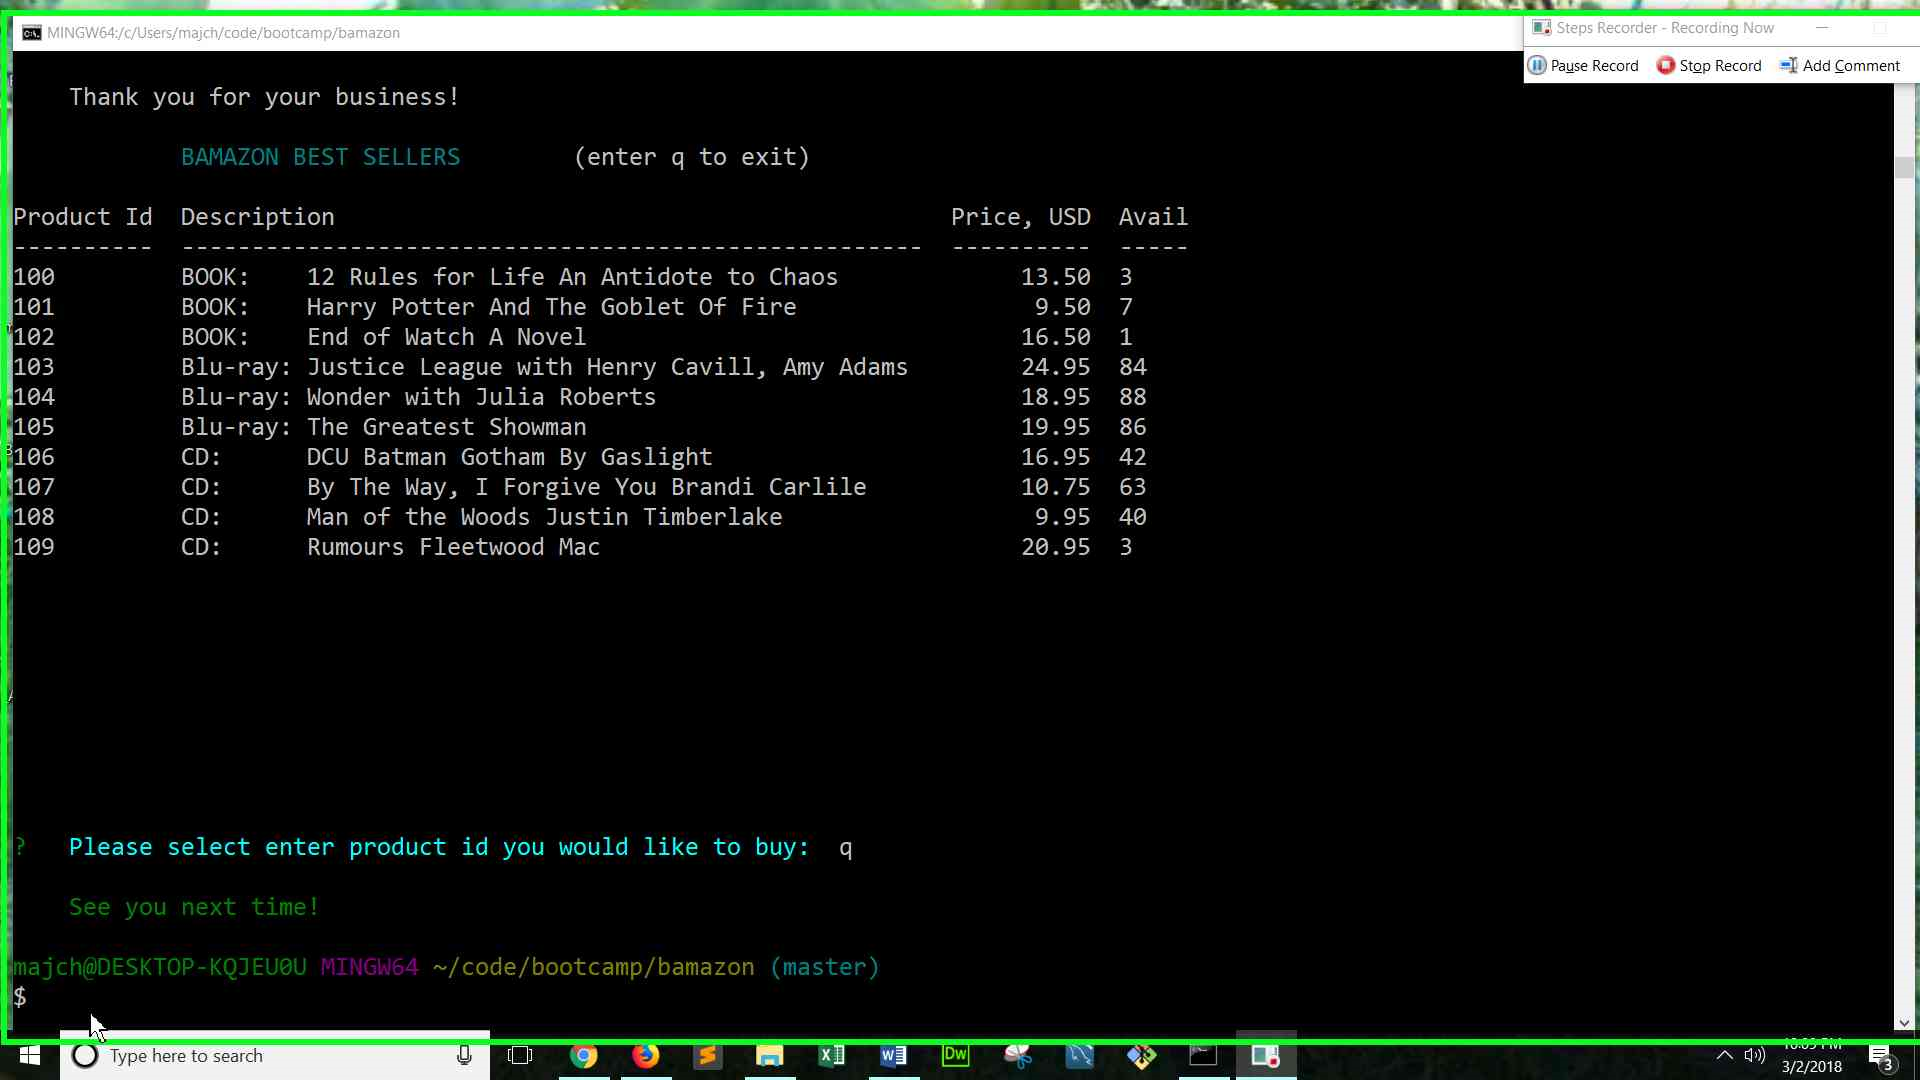 MINGW64:/c/Users/majch/code/bootcamp/bamazon
Steps Recorder - Recording Now
Pause Record Stop Record Add Comment
Thank you for your business!
BAMAZON BEST SELLERS (enter q to exit)
Product Id Description Price, USD Avail
---------- ----------------------------------------------------- ---------- -----
100 BOOK: 12 Rules for Life An Antidote to Chaos 13.50 3
101 BOOK: Harry Potter And The Goblet Of Fire 9.50 7
102 BOOK: End of Watch A Novel 16.50 1
103 Blu-ray: Justice League with Henry Cavill, Amy Adams 24.95 84
104 Blu-ray: Wonder with Julia Roberts 18.95 88
105 Blu-ray: The Greatest Showman 19.95 86
106 CD: DCU Batman Gotham By Gaslight 16.95 42
107 CD: By The Way, I Forgive You Brandi Carlile 10.75 63
108 CD: Man of the Woods Justin Timberlake 9.95 40
109 CD: Rumours Fleetwood Mac 20.95 3
? Please select enter product id you would like to buy: q
See you next time!
majch@DESKTOP-KQJEU0U MINGW64 ~/code/bootcamp/bamazon (master)
$
Type here to search
Dw
3/2/2018
3